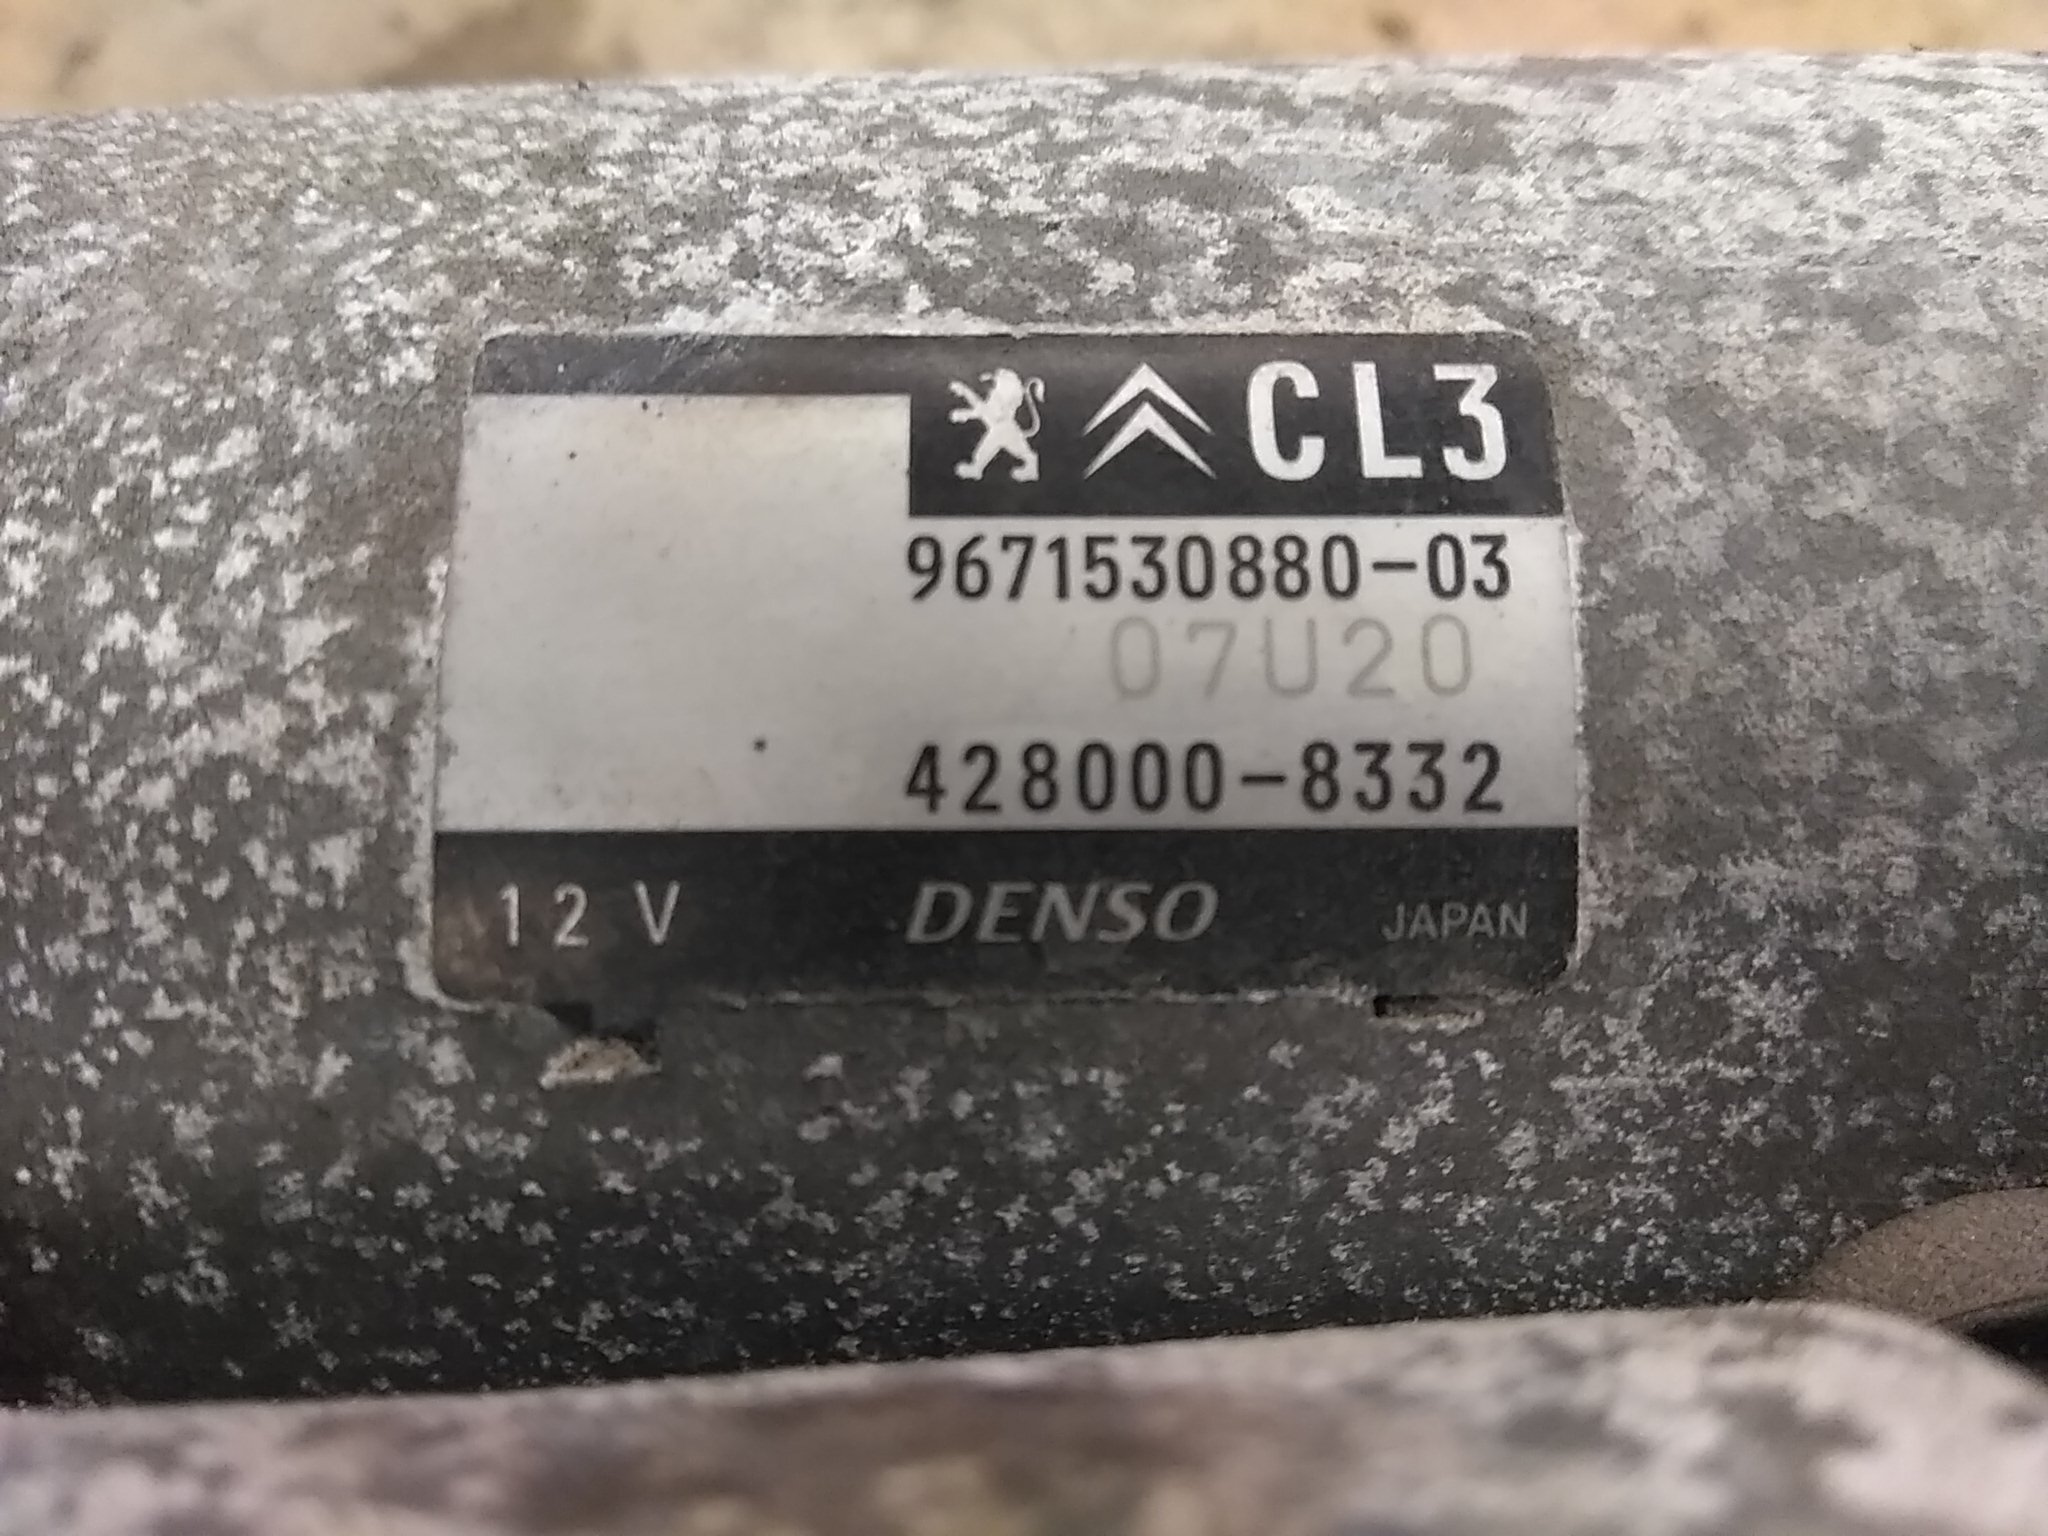 CL3
9671530880-03
07U20
428000-8332
12 V DENSO JAPAN